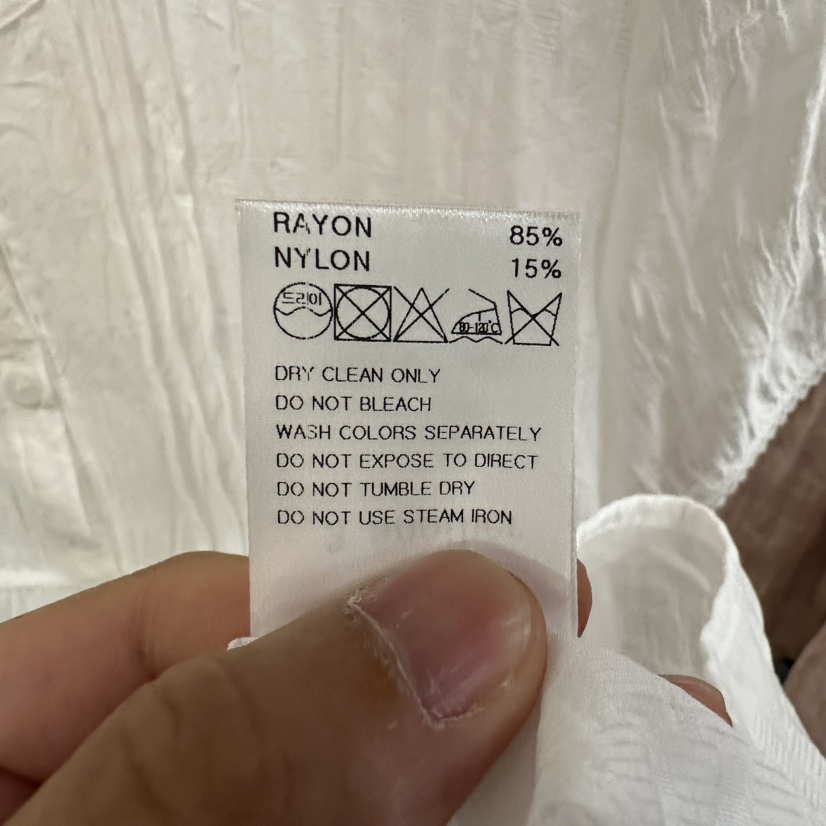 RAYON 85%
NYLON 15%
드라이 80-120℃
DRY CLEAN ONLY
DO NOT BLEACH
WASH COLORS SEPARATELY
DO NOT EXPOSE TO DIRECT
DO NOT TUMBLE DRY
DO NOT USE STEAM IRON